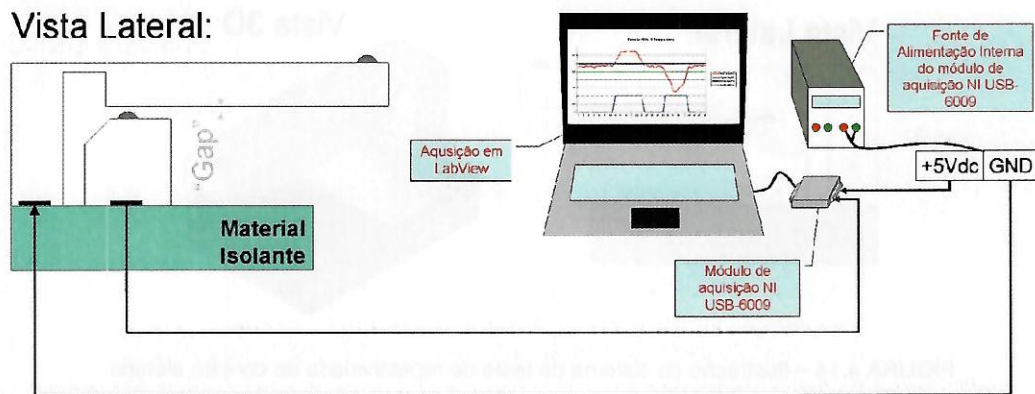 Vista Lateral:
"Gap"
Material
Isolante
Aqusição em
LabView
Fonte de
Alimentação Interna
do módulo de
aquisição NI USB-
6009
+5Vdc GND
Módulo de
aquisição NI
USB-6009